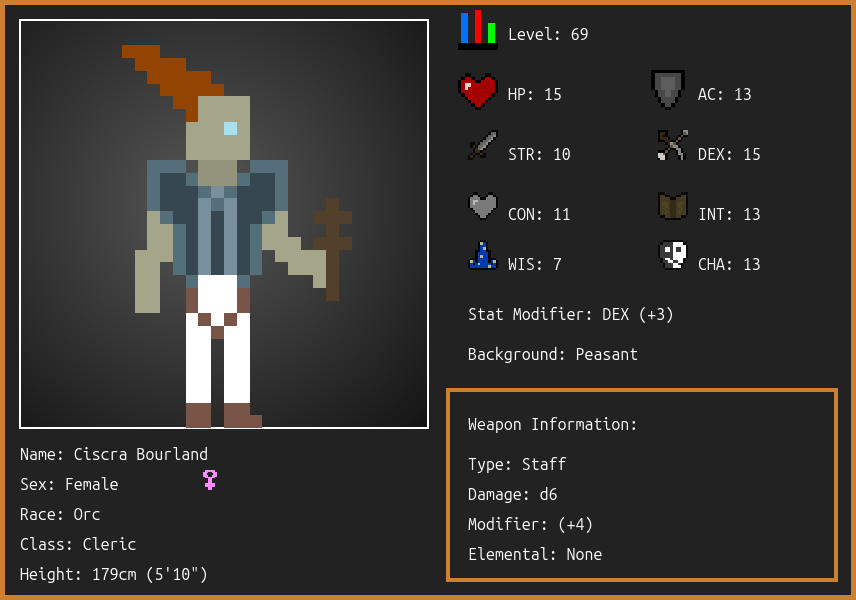 Level: 69
HP: 15
AC: 13
STR: 10
DEX: 15
CON: 11
INT: 13
WIS: 7
CHA: 13
Stat Modifier: DEX (+3)
Background: Peasant
Weapon Information:
Type: Staff
Damage: d6
Modifier: (+4)
Elemental: None
Name: Ciscra Bourland
Sex: Female
Race: Orc
Class: Cleric
Height: 179cm (5'10")